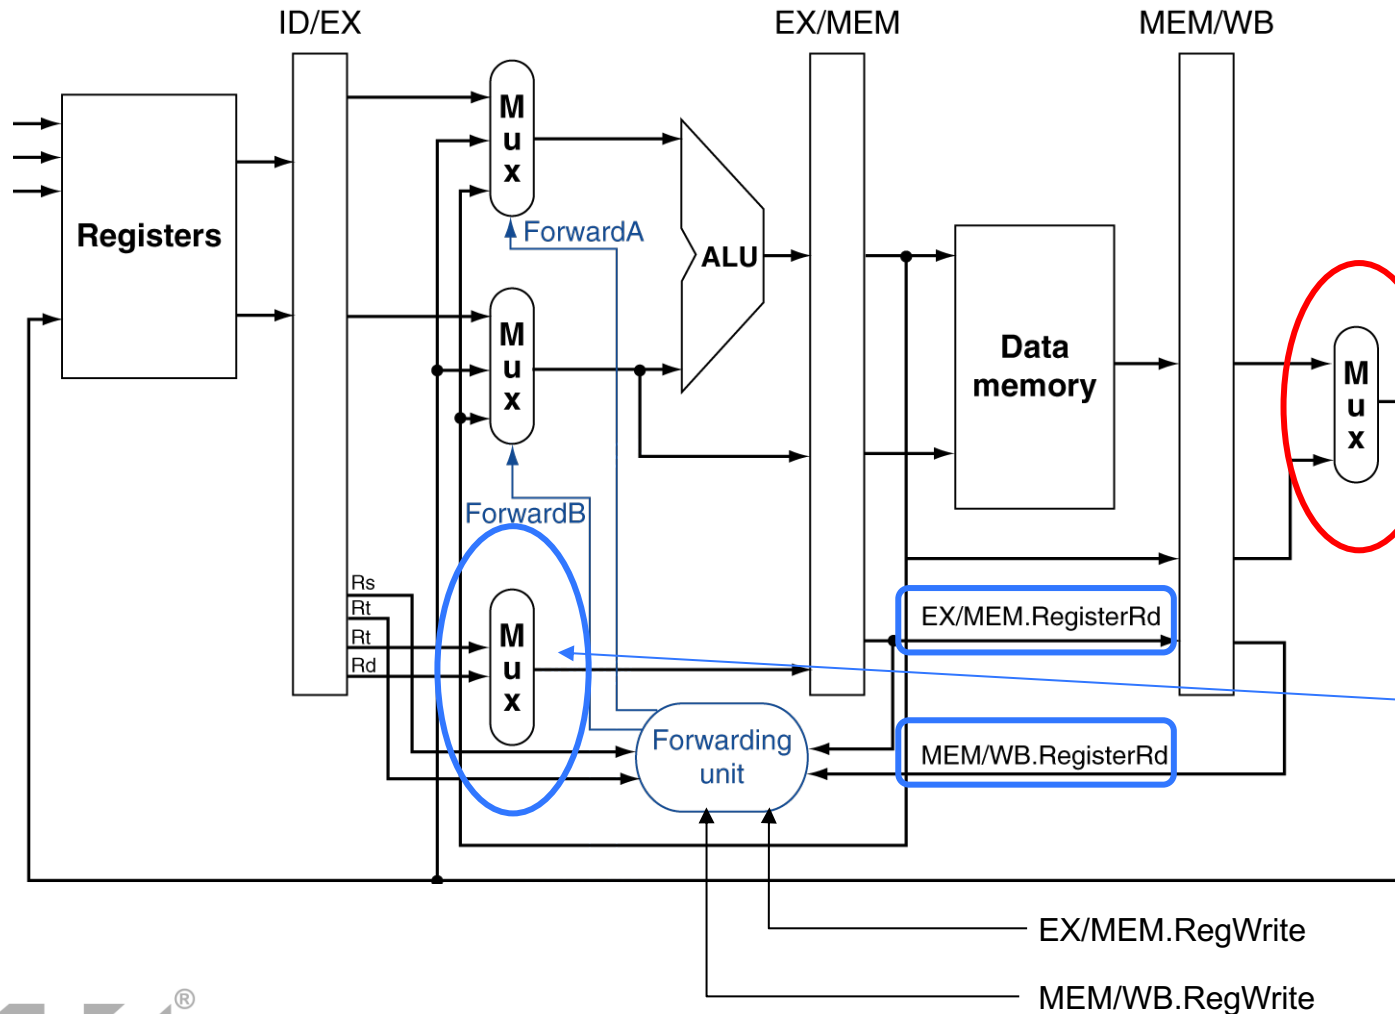 ID/EX
EX/MEM
MEM/WB
M
u
x
Registers
ForwardA
ALU
M
u
x
Data
memory
M
u
x
ForwardB
Rs
Rt
Rt
Rd
M
u
x
EX/MEM.RegisterRd
Forwarding
unit
MEM/WB.RegisterRd
EX/MEM.RegWrite
MEM/WB.RegWrite
®